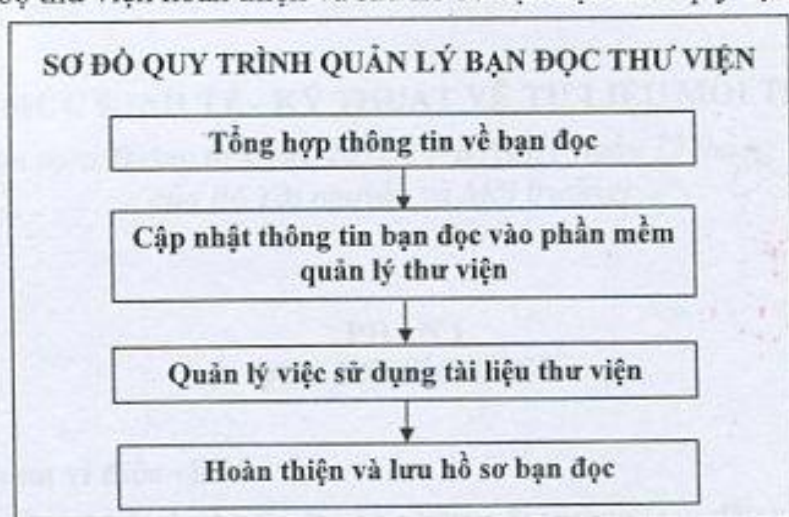 SƠ ĐỒ QUY TRÌNH QUẢN LÝ BẠN ĐỌC THƯ VIỆN
Tổng hợp thông tin về bạn đọc
Cập nhật thông tin bạn đọc vào phần mềm
quản lý thư viện
Quản lý việc sử dụng tài liệu thư viện
Hoàn thiện và lưu hồ sơ bạn đọc